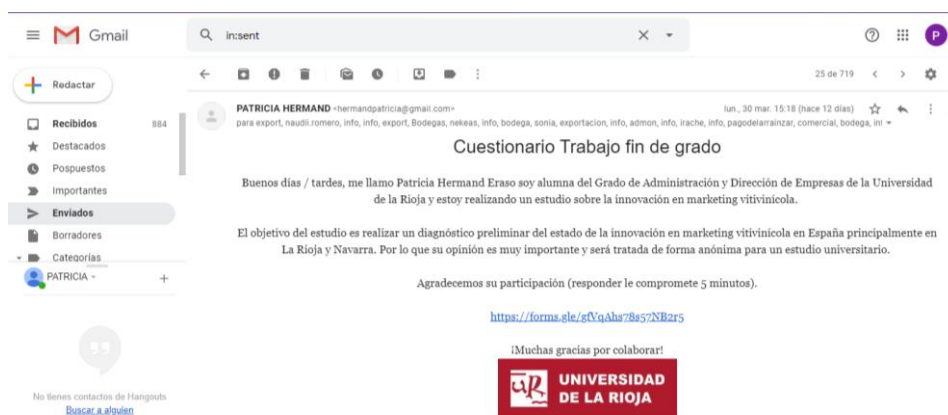 Gmail
in:sent
P
Redactar
25 de 719
Recibidos 884
Destacados
Pospuestos
Importantes
Enviados
Borradores
Categorías
PATRICIA
No tienes contactos de Hangouts
Buscar a alguien
PATRICIA HERMAND <hermandpatricia@gmail.com>
lun., 30 mar. 15:18 (hace 12 días)
para export, naudii.romero, info, info, export, Bodegas, nekeas, info, bodega, sonia, exportacion, info, admon, info, irache, info, pagodelarrainzar, comercial, bodega, int
Cuestionario Trabajo fin de grado
Buenos días / tardes, me llamo Patricia Hermand Eraso soy alumna del Grado de Administración y Dirección de Empresas de la Universidad
de la Rioja y estoy realizando un estudio sobre la innovación en marketing vitivinícola.
El objetivo del estudio es realizar un diagnóstico preliminar del estado de la innovación en marketing vitivinícola en España principalmente en
La Rioja y Navarra. Por lo que su opinión es muy importante y será tratada de forma anónima para un estudio universitario.
Agradecemos su participación (responder le compromete 5 minutos).
https://forms.gle/gfVqAhs78s57NB2r5
¡Muchas gracias por colaborar!
UNIVERSIDAD
DE LA RIOJA